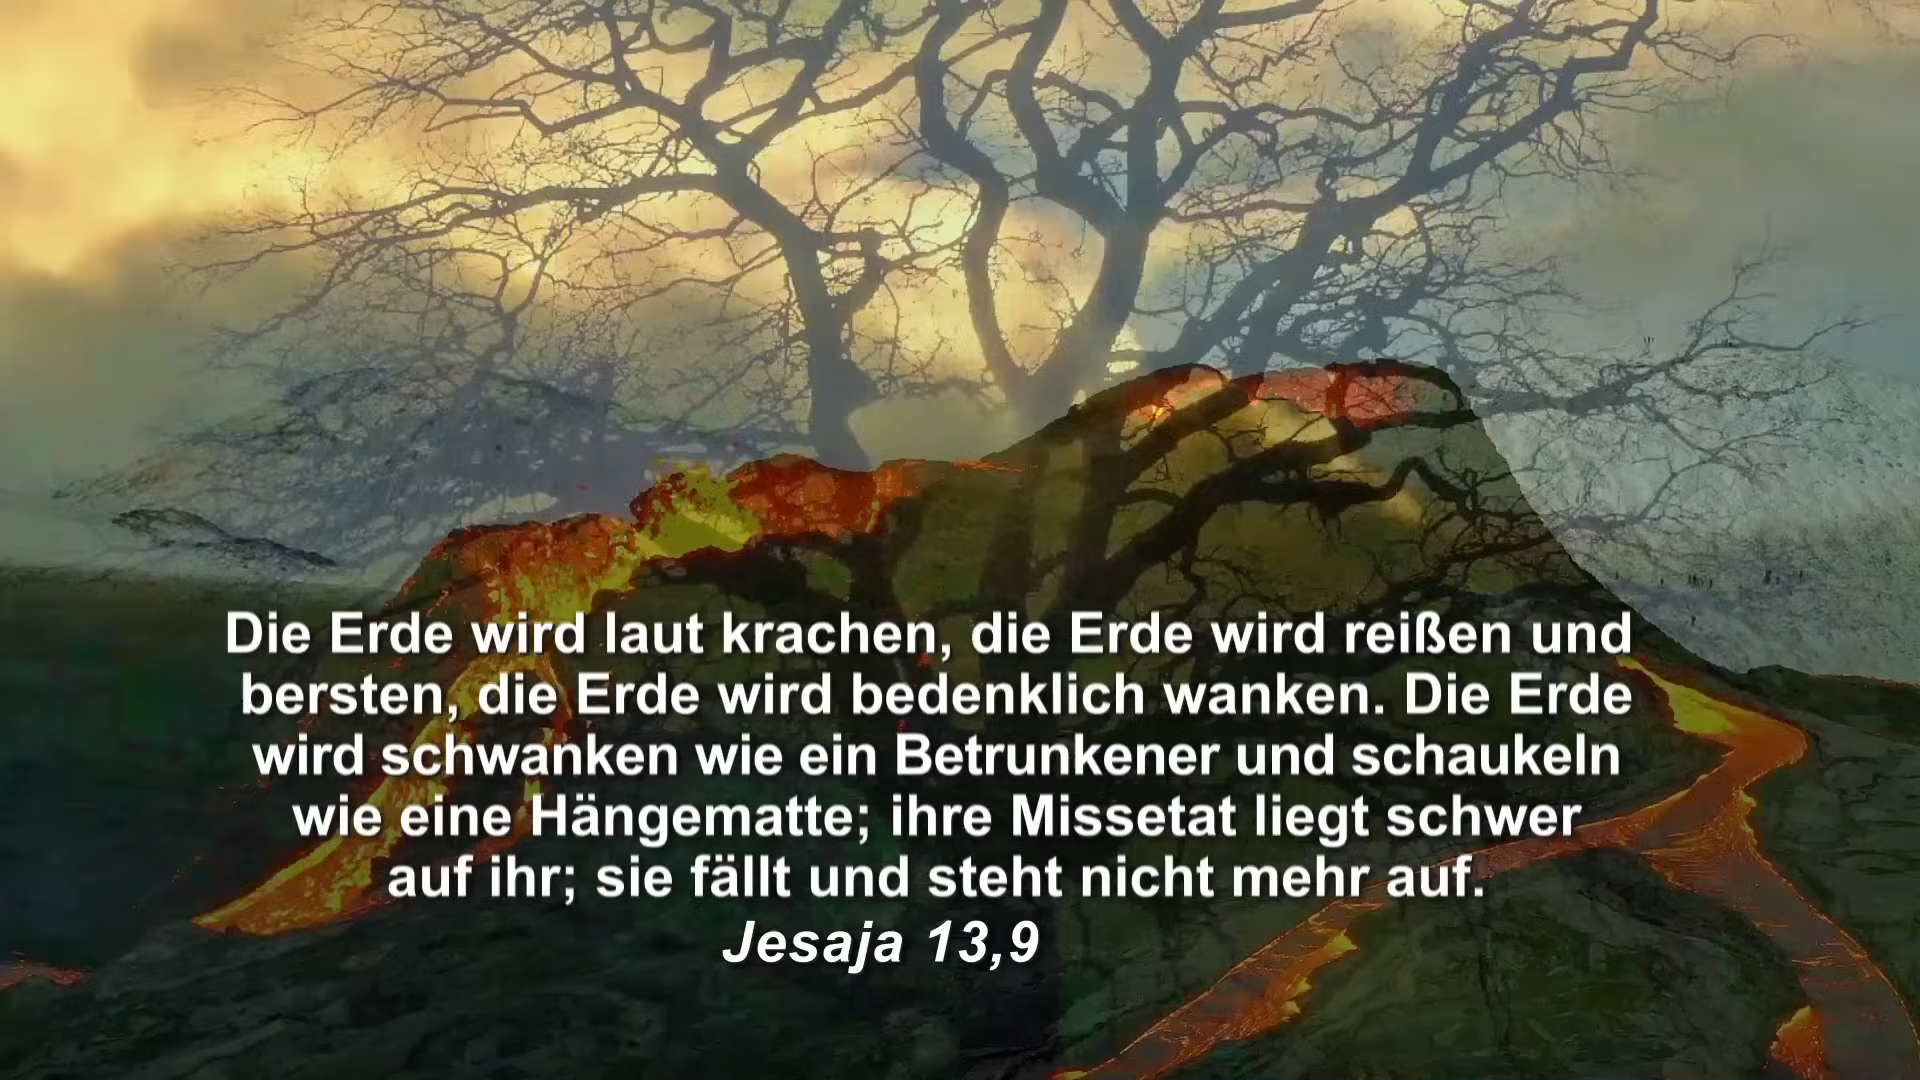 Die Erde wird laut krachen, die Erde wird reißen und
bersten, die Erde wird bedenklich wanken. Die Erde
wird schwanken wie ein Betrunkener und schaukeln
wie eine Hängematte; ihre Missetat liegt schwer
auf ihr; sie fällt und steht nicht mehr auf.
Jesaja 13,9